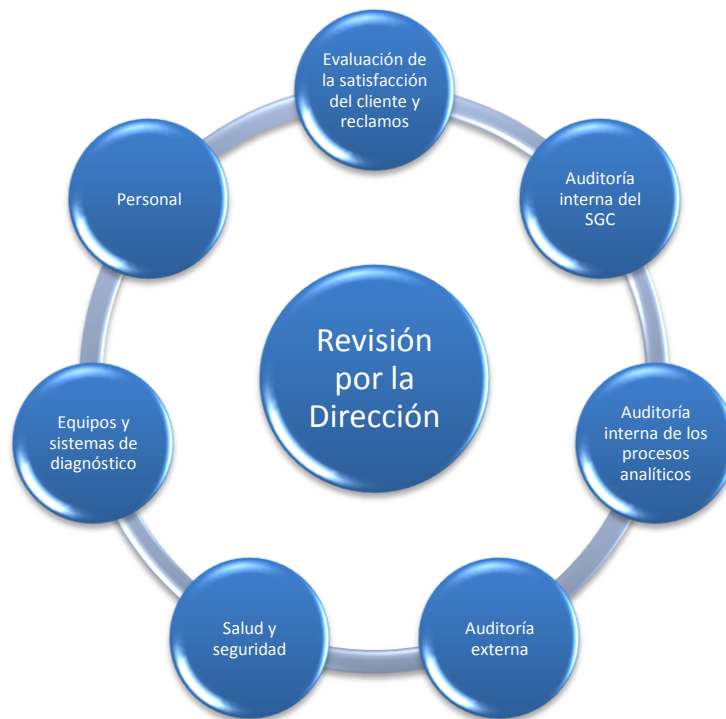 Evaluación de
la satisfacción
del cliente y
reclamos
Auditoría
interna del
SGC
Auditoría
interna de los
procesos
analíticos
Auditoría
externa
Salud y
seguridad
Equipos y
sistemas de
diagnóstico
Personal
Revisión
por la
Dirección